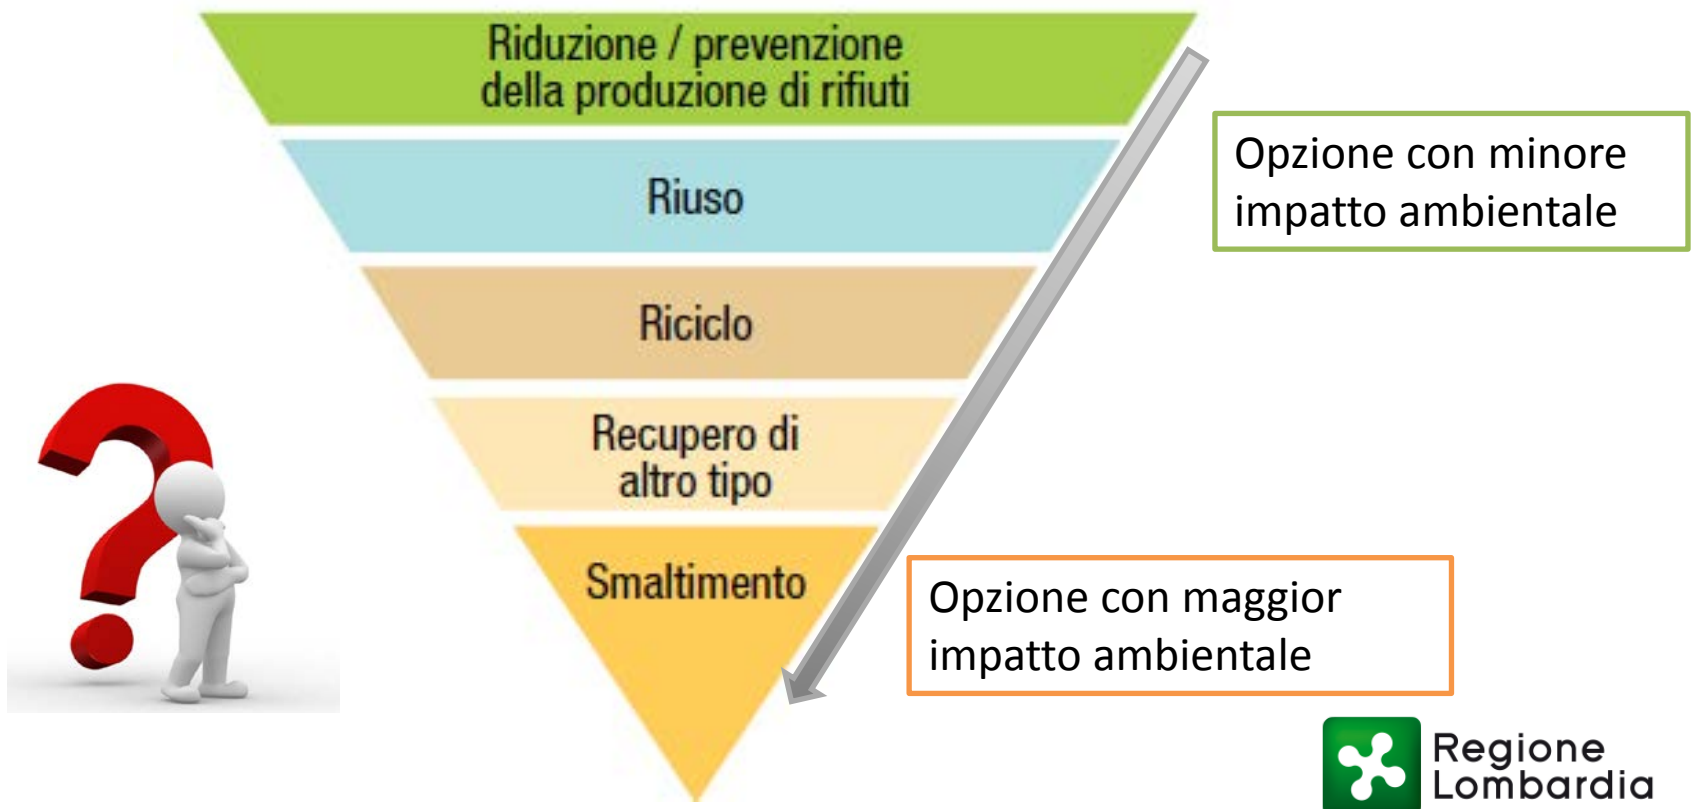 Riduzione / prevenzione
della produzione di rifiuti
Riuso
Riciclo
Recupero di
altro tipo
Smaltimento
Opzione con minore
impatto ambientale
Opzione con maggior
impatto ambientale
Regione
Lombardia